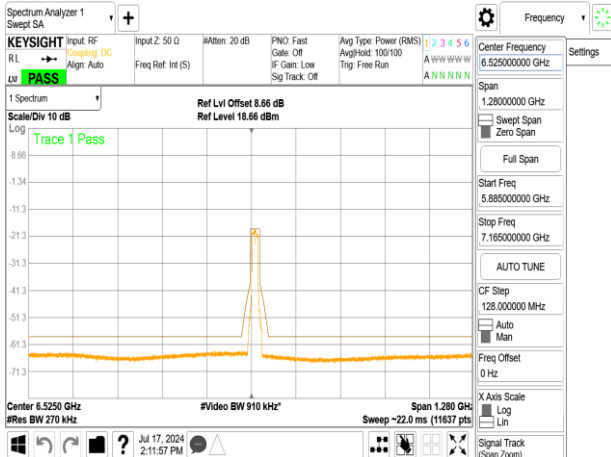 Spectrum Analyzer 1
Swept SA
+
Frequency
KEYSIGHT
RL
PASS
Input: RF
Coupling: DC
Align: Auto
Input Z: 50 Ω
Freq Ref: Int (S)
#Atten: 20 dB
PNO: Fast
Gate: Off
IF Gain: Low
Sig Track: Off
Avg Type: Power (RMS)
Avg|Hold: 100/100
Trig: Free Run
1 2 3 4 5 6
A W W W W W
A N N N N N
Settings
1 Spectrum
Scale/Div 10 dB
Ref Lvl Offset 8.66 dB
Ref Level 18.66 dBm
Log
Trace 1 Pass
8.66
-1.34
-11.3
-21.3
-31.3
-41.3
-51.3
-61.3
-71.3
Center 6.5250 GHz
#Res BW 270 kHz
#Video BW 910 kHz*
Span 1.280 GHz
Sweep ~22.0 ms (11637 pts
Center Frequency
6.525000000 GHz
Span
1.28000000 GHz
Swept Span
Zero Span
Full Span
Start Freq
5.885000000 GHz
Stop Freq
7.165000000 GHz
AUTO TUNE
CF Step
128.000000 MHz
Auto
Man
Freq Offset
0 Hz
X Axis Scale
Log
Lin
Signal Track
(Span Zoom)
?
Jul 17, 2024
2:11:57 PM